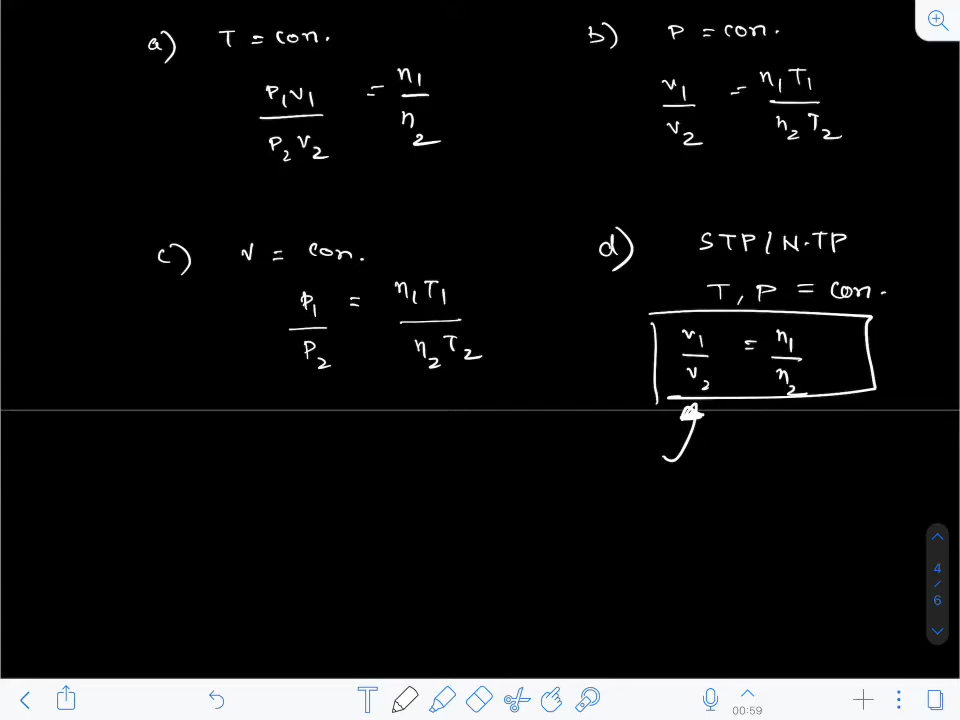 a) T = con.
P₁V₁ / P₂V₂ = n₁ / n₂
b) P = con.
V₁ / V₂ = n₁T₁ / n₂T₂
c) V = con.
P₁ / P₂ = n₁T₁ / n₂T₂
d) STP / N.TP
T, P = con.
V₁ / V₂ = n₁ / n₂
4
/
6
T
00:59